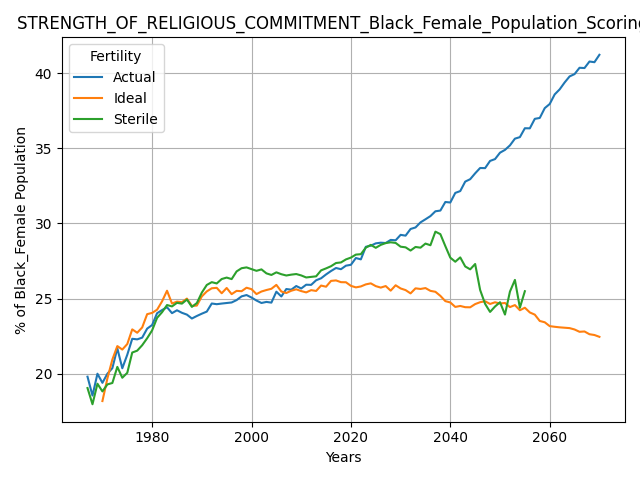 STRENGTH_OF_RELIGIOUS_COMMITMENT_Black_Female_Population_Scorin
Fertility
Actual
Ideal
Sterile
% of Black_Female Population
40
35
30
25
20
1980 2000 2020 2040 2060
Years